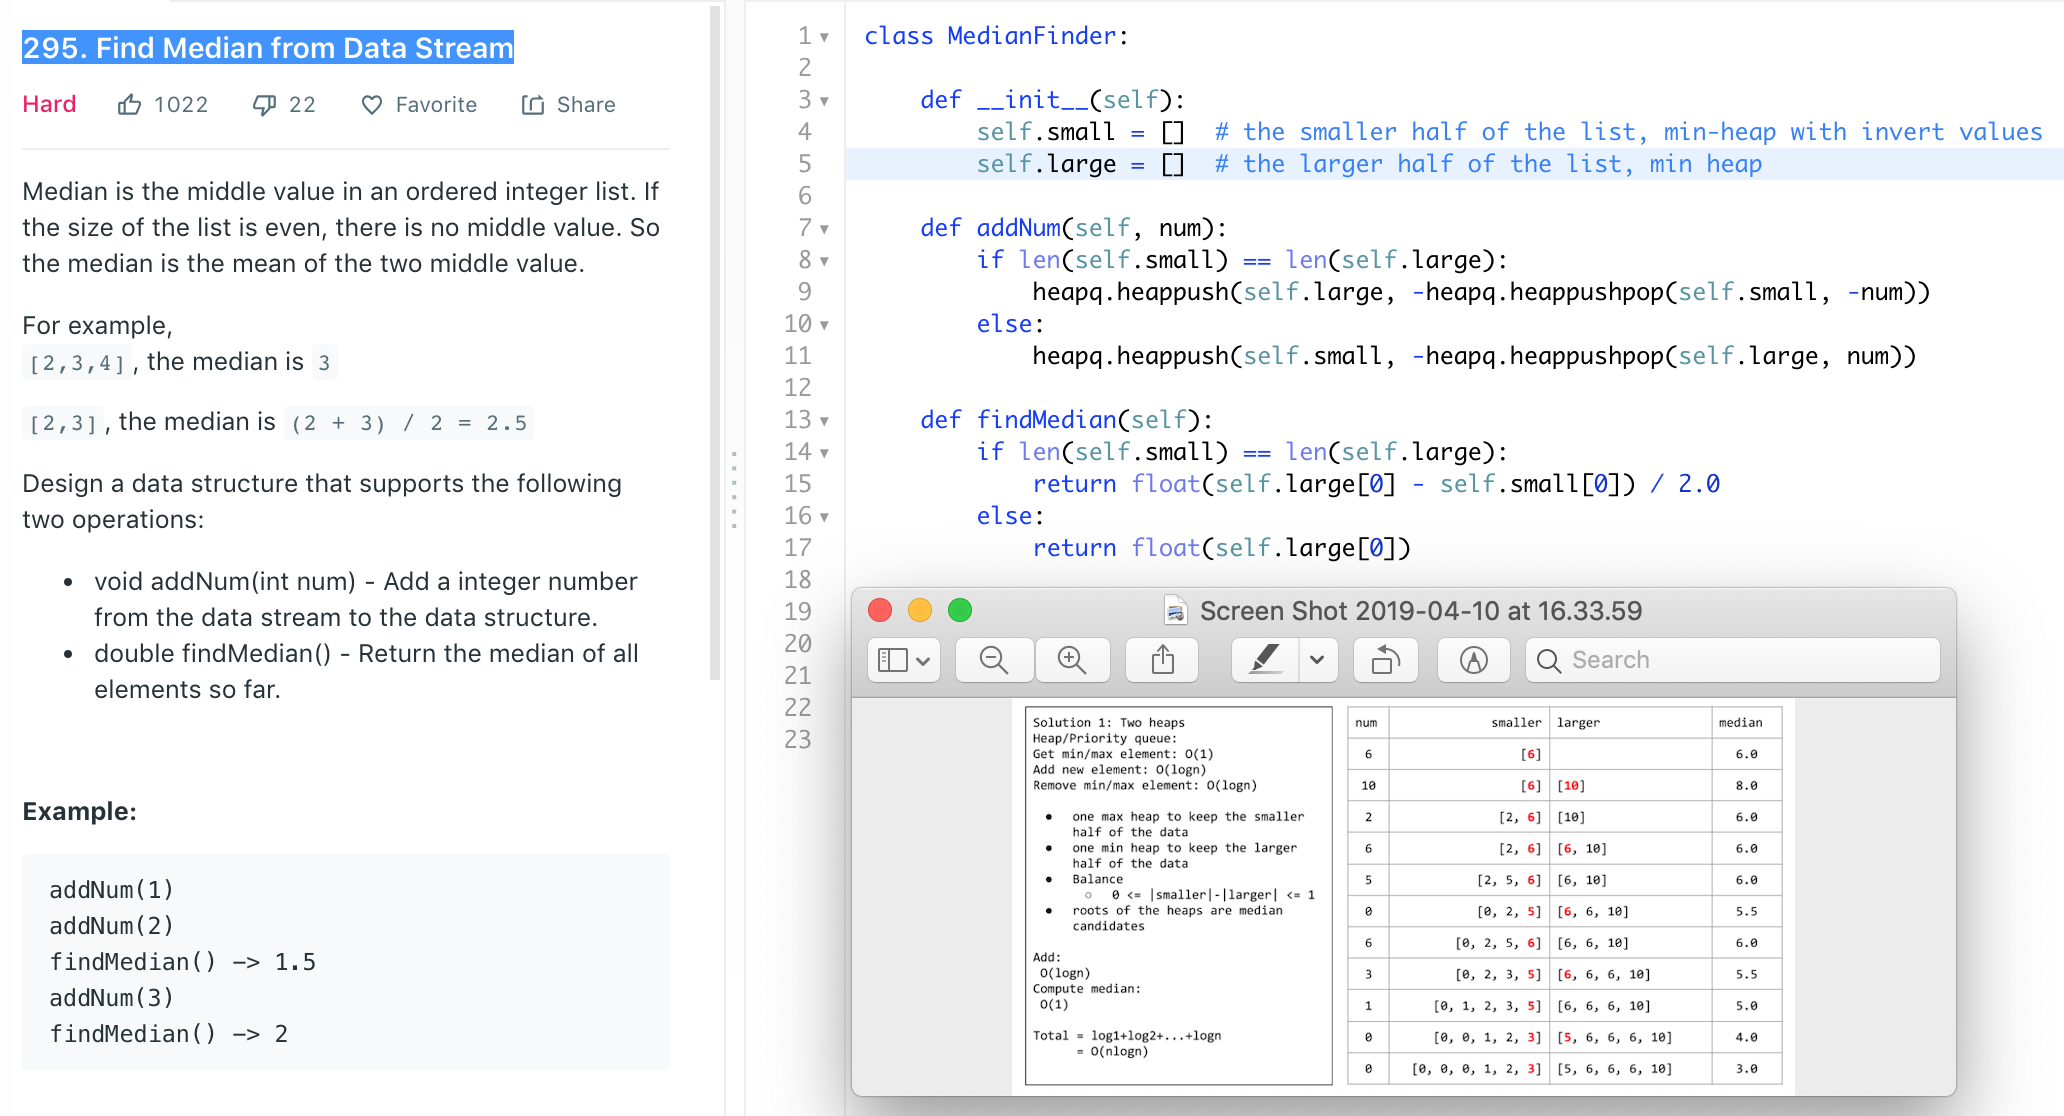 295. Find Median from Data Stream
Hard 1022 22 Favorite Share
Median is the middle value in an ordered integer list. If
the size of the list is even, there is no middle value. So
the median is the mean of the two middle value.
For example,
[2,3,4], the median is 3
[2,3], the median is (2 + 3) / 2 = 2.5
Design a data structure that supports the following
two operations:
• void addNum(int num) - Add a integer number
from the data stream to the data structure.
• double findMedian() - Return the median of all
elements so far.
Example:
addNum(1)
addNum(2)
findMedian() -> 1.5
addNum(3)
findMedian() -> 2
1 class MedianFinder:
2
3 def __init__(self):
4 self.small = [] # the smaller half of the list, min-heap with invert values
5 self.large = [] # the larger half of the list, min heap
6
7 def addNum(self, num):
8 if len(self.small) == len(self.large):
9 heapq.heappush(self.large, -heapq.heappushpop(self.small, -num))
10 else:
11 heapq.heappush(self.small, -heapq.heappushpop(self.large, num))
12
13 def findMedian(self):
14 if len(self.small) == len(self.large):
15 return float(self.large[0] - self.small[0]) / 2.0
16 else:
17 return float(self.large[0])
18
19
20
21
22
23
Screen Shot 2019-04-10 at 16.33.59
Search
Solution 1: Two heaps
Heap/Priority queue:
Get min/max element: O(1)
Add new element: O(logn)
Remove min/max element: O(logn)
• one max heap to keep the smaller
half of the data
• one min heap to keep the larger
half of the data
• Balance
○ 0 <= |smaller|-|larger| <= 1
• roots of the heaps are median
candidates
Add:
O(logn)
Compute median:
O(1)
Total = log1+log2+...+logn
= O(nlogn)
num smaller larger median
6 [6] 6.0
10 [6] [10] 8.0
2 [2, 6] [10] 6.0
6 [2, 6] [6, 10] 6.0
5 [2, 5, 6] [6, 10] 6.0
0 [0, 2, 5] [6, 6, 10] 5.5
6 [0, 2, 5, 6] [6, 6, 10] 6.0
3 [0, 2, 3, 5] [6, 6, 6, 10] 5.5
1 [0, 1, 2, 3, 5] [6, 6, 6, 10] 5.0
0 [0, 0, 1, 2, 3] [5, 6, 6, 6, 10] 4.0
0 [0, 0, 0, 1, 2, 3] [5, 6, 6, 6, 10] 3.0